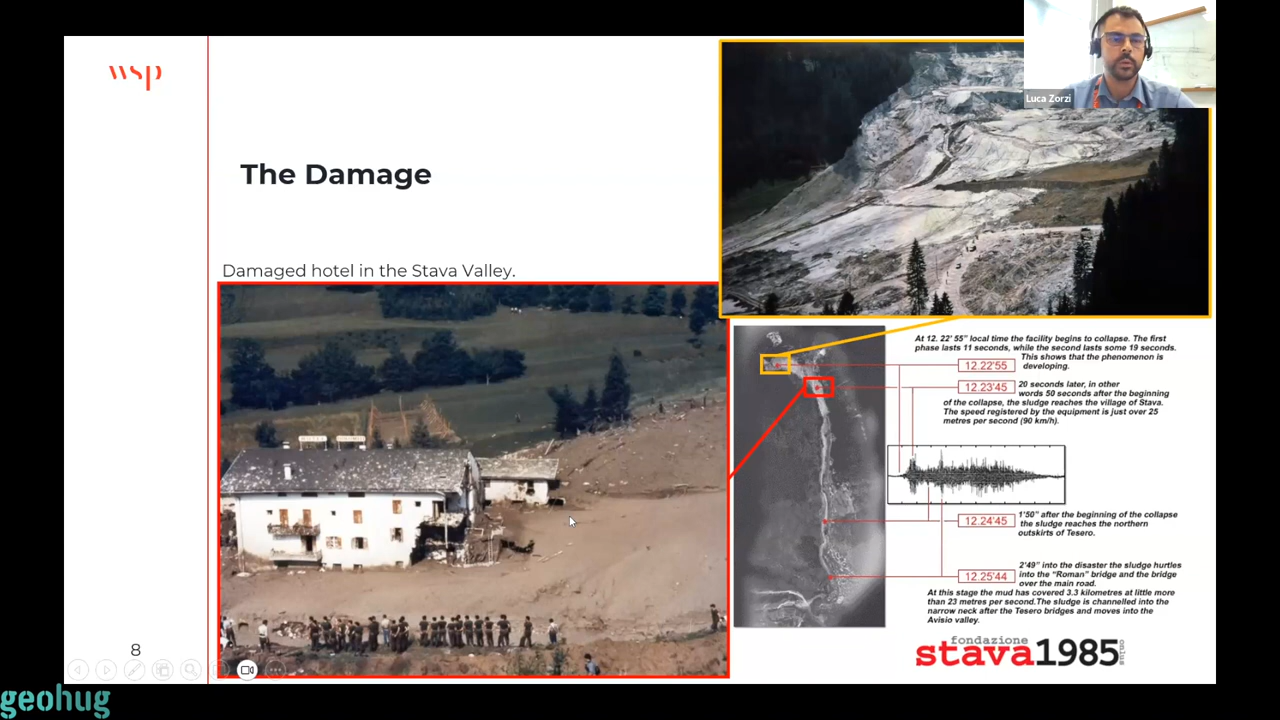 wsp
Luca Zorzi
The Damage
Damaged hotel in the Stava Valley.
At 12. 22' 55" local time the facility begins to collapse. The first
phase lasts 11 seconds, while the second lasts some 19 seconds.
This shows that the phenomenon is
12.22'55
developing.
12.23'45
20 seconds later, in other
words 50 seconds after the beginning
of the collapse, the sludge reaches the village of Stava.
The speed registered by the equipment is just over 25
metres per second (90 km/h).
12.24'45
1'50" after the beginning of the collapse
the sludge reaches the northern
outskirts of Tesero.
12.25'44
2'49" into the disaster the sludge hurtles
into the "Roman" bridge and the bridge
over the main road.
At this stage the mud has covered 3.3 kilometres at little more
than 23 metres per second.The sludge is channelled into the
narrow neck after the Tesero bridges and moves into the
Avisio valley.
fondazione
stava1985
onlus
8
geohug